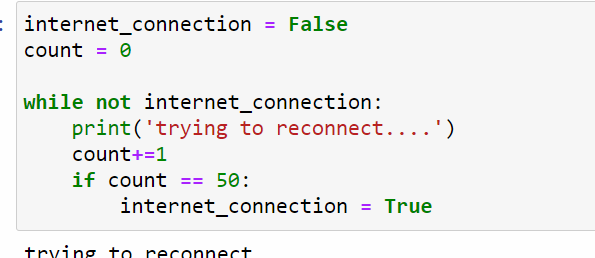 internet_connection = False
count = 0
while not internet_connection:
print('trying to reconnect....')
count+=1
if count == 50:
internet_connection = True
trying to reconnect